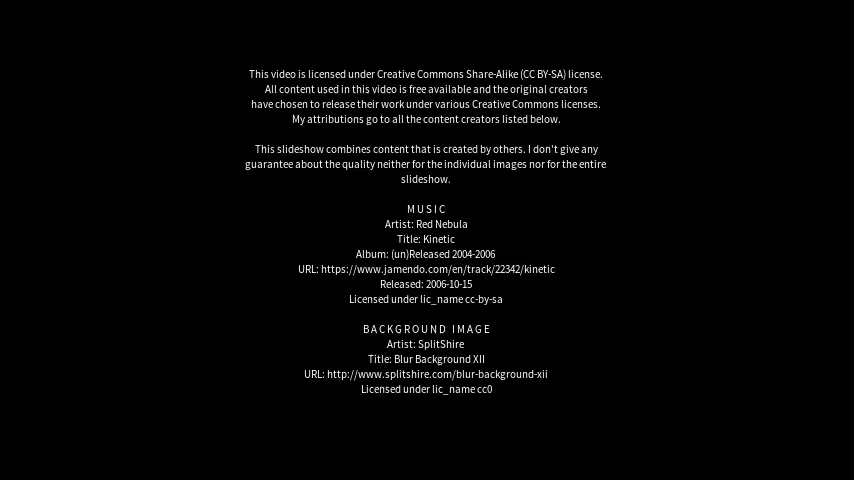 This video is licensed under Creative Commons Share-Alike (CC BY-SA) license.
All content used in this video is free available and the original creators
have chosen to release their work under various Creative Commons licenses.
My attributions go to all the content creators listed below.
This slideshow combines content that is created by others. I don't give any
guarantee about the quality neither for the individual images nor for the entire
slideshow.
MUSIC
Artist: Red Nebula
Title: Kinetic
Album: (un)Released 2004-2006
URL: https://www.jamendo.com/en/track/22342/kinetic
Released: 2006-10-15
Licensed under lic_name cc-by-sa
BACKGROUND IMAGE
Artist: SplitShire
Title: Blur Background XII
URL: http://www.splitshire.com/blur-background-xii
Licensed under lic_name cc0